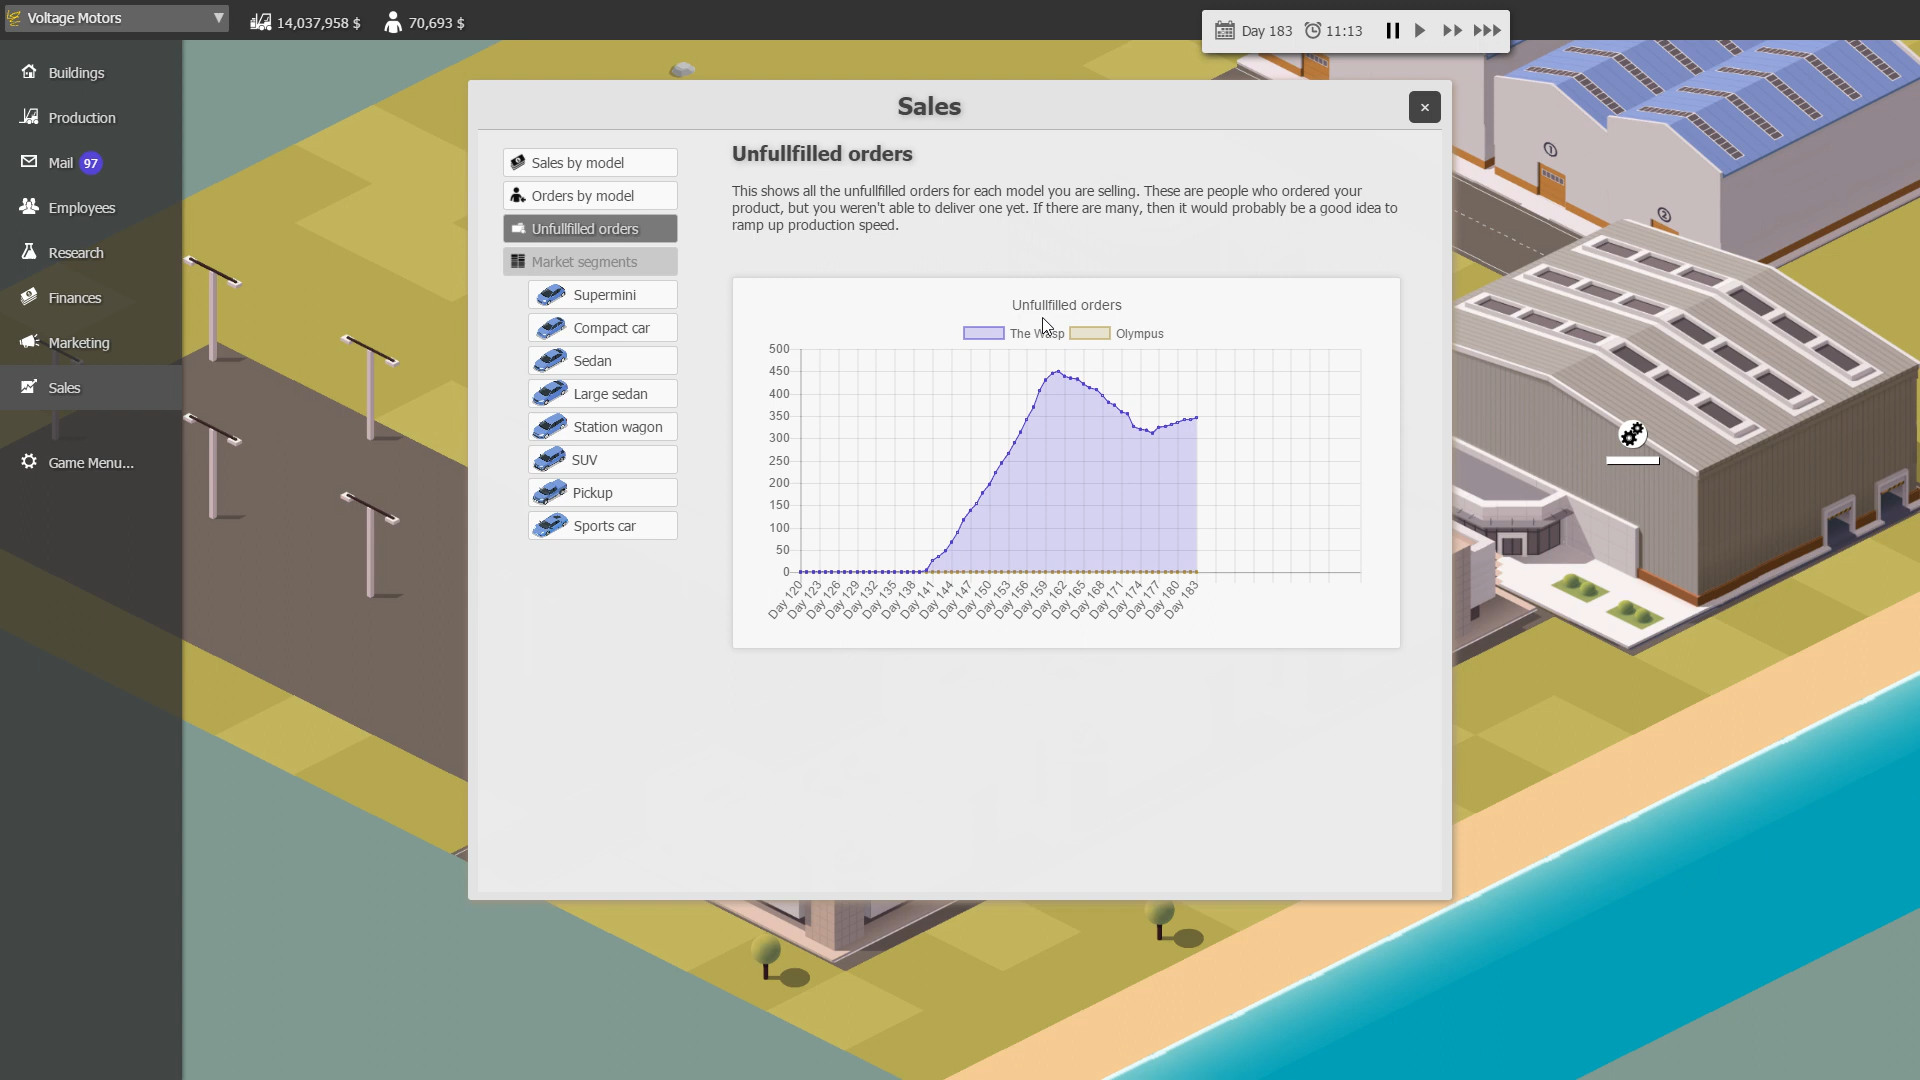 Voltage Motors ▼
14,037,958 $
70,693 $
Day 183
11:13
Buildings
Production
Mail 97
Employees
Research
Finances
Marketing
Sales
Game Menu...
Sales
×
Sales by model
Orders by model
Unfullfilled orders
Market segments
Supermini
Compact car
Sedan
Large sedan
Station wagon
SUV
Pickup
Sports car
Unfullfilled orders
This shows all the unfullfilled orders for each model you are selling. These are people who ordered your
product, but you weren't able to deliver one yet. If there are many, then it would probably be a good idea to
ramp up production speed.
Unfullfilled orders
The Wasp
Olympus
500
450
400
350
300
250
200
150
100
50
0
Day 120
Day 123
Day 126
Day 129
Day 132
Day 135
Day 138
Day 141
Day 144
Day 147
Day 150
Day 153
Day 156
Day 159
Day 162
Day 165
Day 168
Day 171
Day 174
Day 177
Day 180
Day 183
1
2